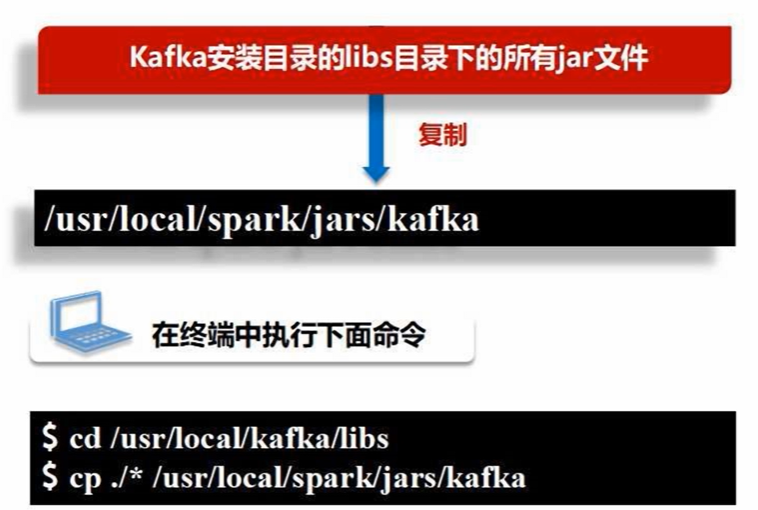 Kafka安装目录的libs目录下的所有jar文件
复制
/usr/local/spark/jars/kafka
在终端中执行下面命令
$ cd /usr/local/kafka/libs
$ cp ./* /usr/local/spark/jars/kafka